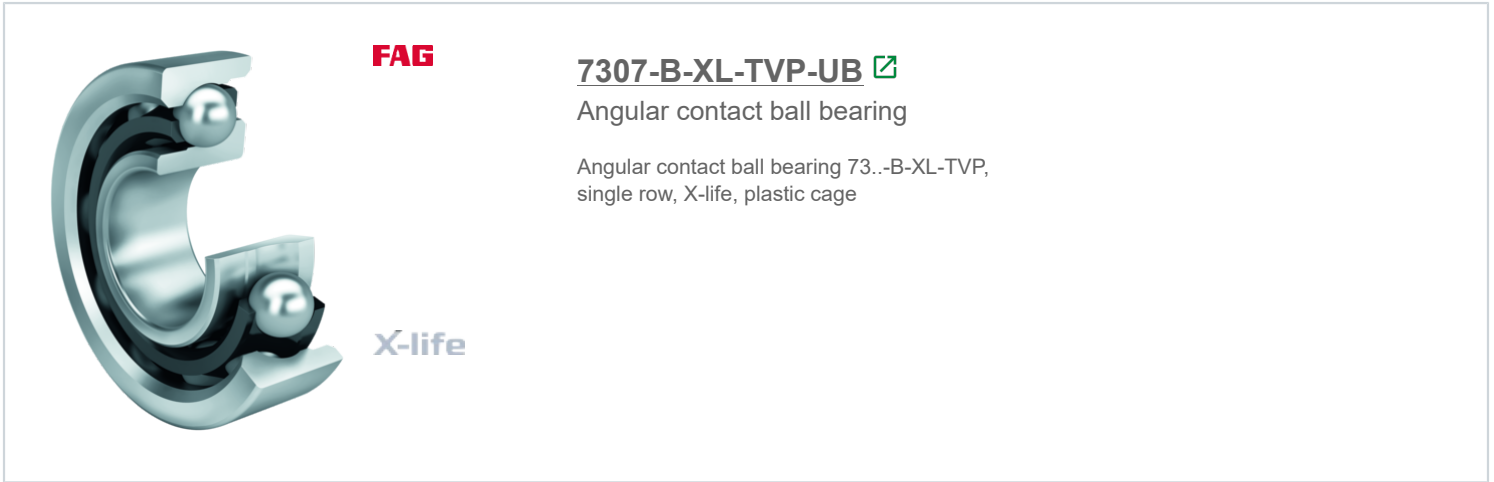 FAG
7307-B-XL-TVP-UB
Angular contact ball bearing
Angular contact ball bearing 73..-B-XL-TVP,
single row, X-life, plastic cage
X-life